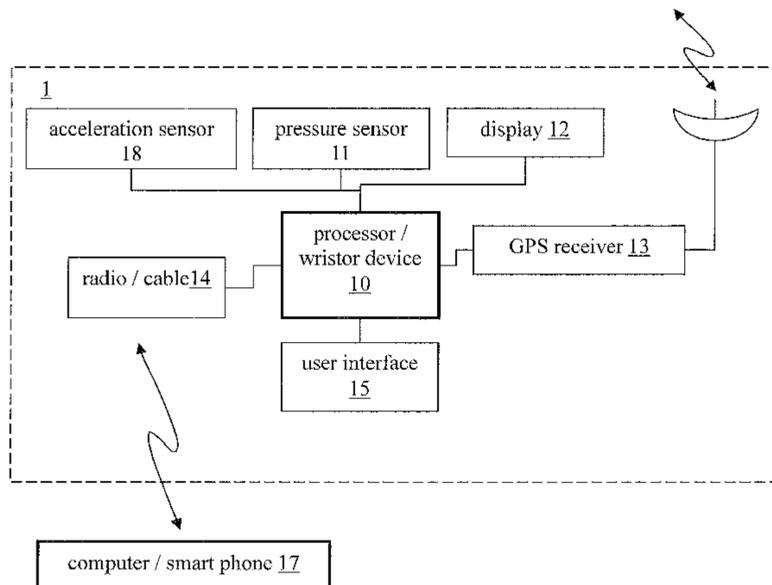 1
acceleration sensor
18
pressure sensor
11
display 12
processor /
wristor device
10
GPS receiver 13
radio / cable14
user interface
15
computer / smart phone 17